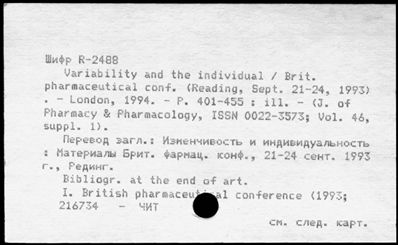 Шифр R-2488
Variability and the individual / Brit.
pharmaceutical conf. (Reading, Sept. 21-24, 1993)
. - London, 1994. - P. 401-455 : ill. - (J. of
Pharmacy & Pharmacology, ISSN 0022-3573; Vol. 46,
suppl. 1).
Перевод загл.: Изменчивость и индивидуальность
: Материалы Брит. фармац. конф., 21-24 сент. 1993
г., Рединг.
Bibliogr. at the end of art.
I. British pharmaceutical conference (1993;
216734 - ЧИТ
см. след. карт.